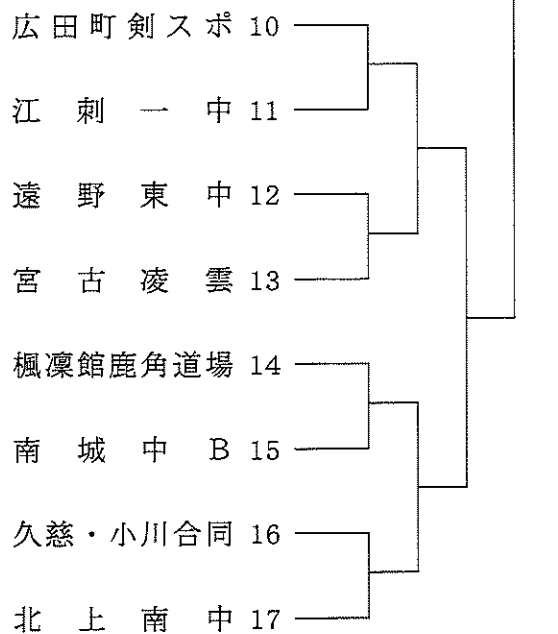 広田町剣スポ 10
江刺一中 11
遠野東中 12
宮古凌雲 13
楓凜館鹿角道場 14
南城中B 15
久慈・小川合同 16
北上南中 17